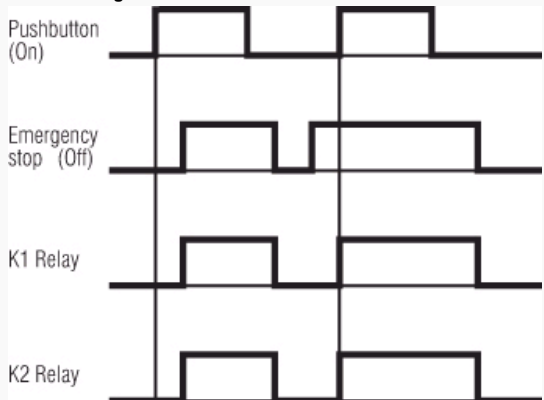 Pushbutton
(On)
Emergency
stop (Off)
K1 Relay
K2 Relay